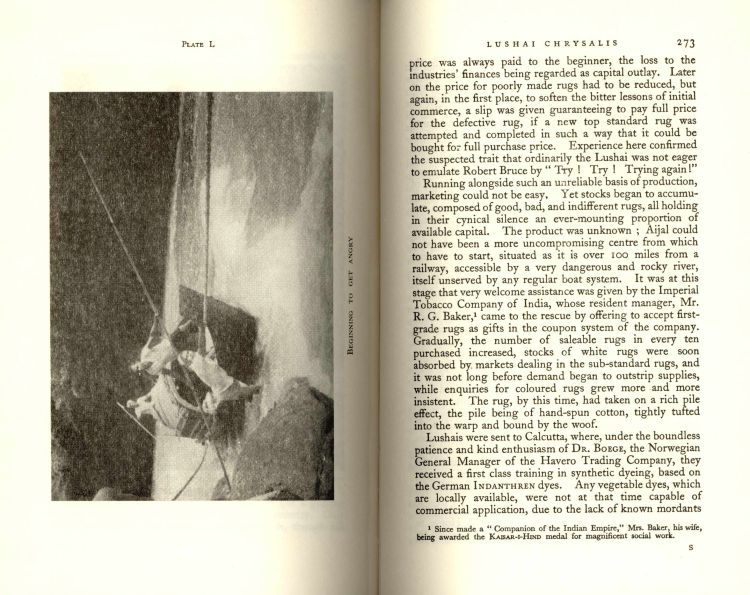 PLATE L
BEGINNING TO GET ANGRY
LUSHAI CHRYSALIS 273
price was always paid to the beginner, the loss to the
industries' finances being regarded as capital outlay. Later
on the price for poorly made rugs had to be reduced, but
again, in the first place, to soften the bitter lessons of initial
commerce, a slip was given guaranteeing to pay full price
for the defective rug, if a new top standard rug was
attempted and completed in such a way that it could be
bought for full purchase price. Experience here confirmed
the suspected trait that ordinarily the Lushai was not eager
to emulate Robert Bruce by " Try ! Try ! Trying again !"
Running alongside such an unreliable basis of production,
marketing could not be easy. Yet stocks began to accumu-
late, composed of good, bad, and indifferent rugs, all holding
in their cynical silence an ever-mounting proportion of
available capital. The product was unknown ; Aijal could
not have been a more uncompromising centre from which
to have to start, situated as it is over 100 miles from a
railway, accessible by a very dangerous and rocky river,
itself unserved by any regular boat system. It was at this
stage that very welcome assistance was given by the Imperial
Tobacco Company of India, whose resident manager, Mr.
R. G. Baker,¹ came to the rescue by offering to accept first-
grade rugs as gifts in the coupon system of the company.
Gradually, the number of saleable rugs in every ten
purchased increased, stocks of white rugs were soon
absorbed by markets dealing in the sub-standard rugs, and
it was not long before demand began to outstrip supplies,
while enquiries for coloured rugs grew more and more
insistent. The rug, by this time, had taken on a rich pile
effect, the pile being of hand-spun cotton, tightly tufted
into the warp and bound by the woof.
Lushais were sent to Calcutta, where, under the boundless
patience and kind enthusiasm of DR. BOEGE, the Norwegian
General Manager of the Havero Trading Company, they
received a first class training in synthetic dyeing, based on
the German INDANTHREN dyes. Any vegetable dyes, which
are locally available, were not at that time capable of
commercial application, due to the lack of known mordants
¹ Since made a " Companion of the Indian Empire," Mrs. Baker, his wife,
being awarded the KAISAR-I-HIND medal for magnificent social work.
S